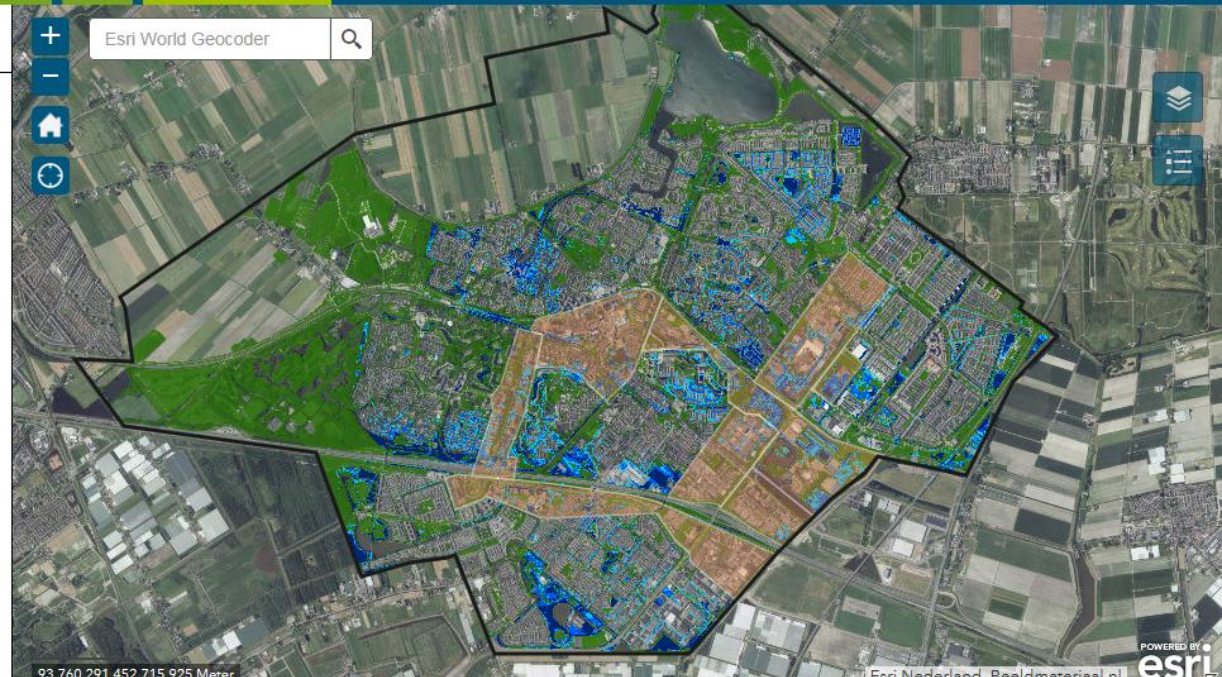 Esri World Geocoder
93.760,291 452.715,925 Meter
Esri Nederland, Beeldmateriaal.nl
POWERED BY
esri